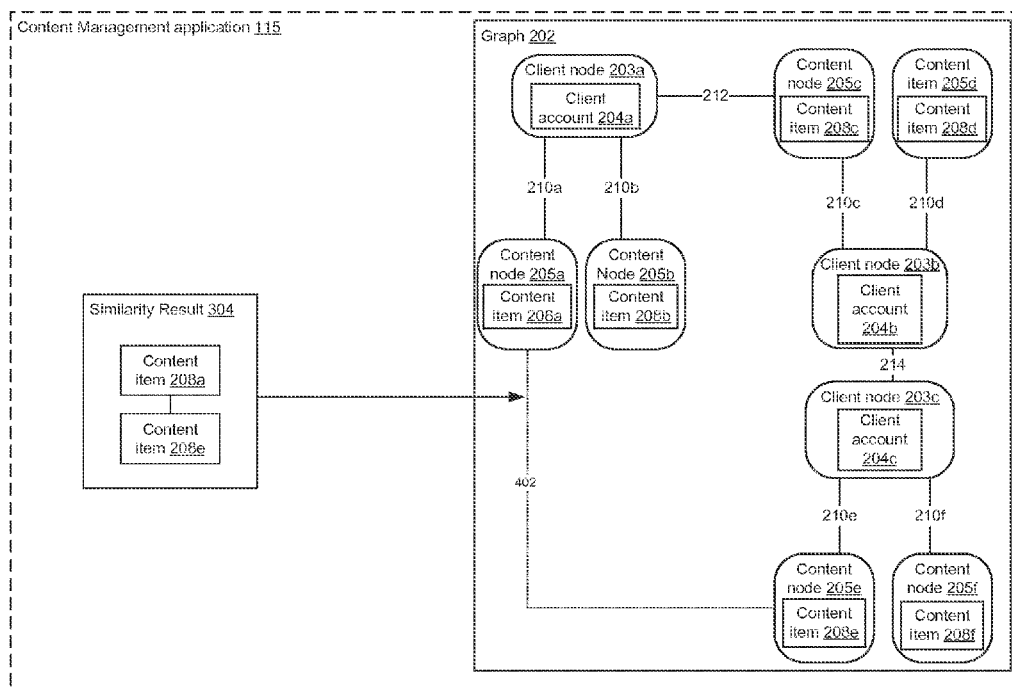 Content Management application 115
Graph 202
Client node 203a
Client
account 204a
212
Content
node 205c
Content
item 208c
Content
item 205d
Content
item 208d
210a
210b
210c
210d
Content
node 205a
Content
item 208a
Content
Node 205b
Content
item 208b
Client node 203b
Client
account
204b
214
Similarity Result 304
Content
item 208a
Content
item 208e
Client node 203c
Client
account
204c
402
210e
210f
Content
node 205e
Content
item 208e
Content
node 205f
Content
item 208f